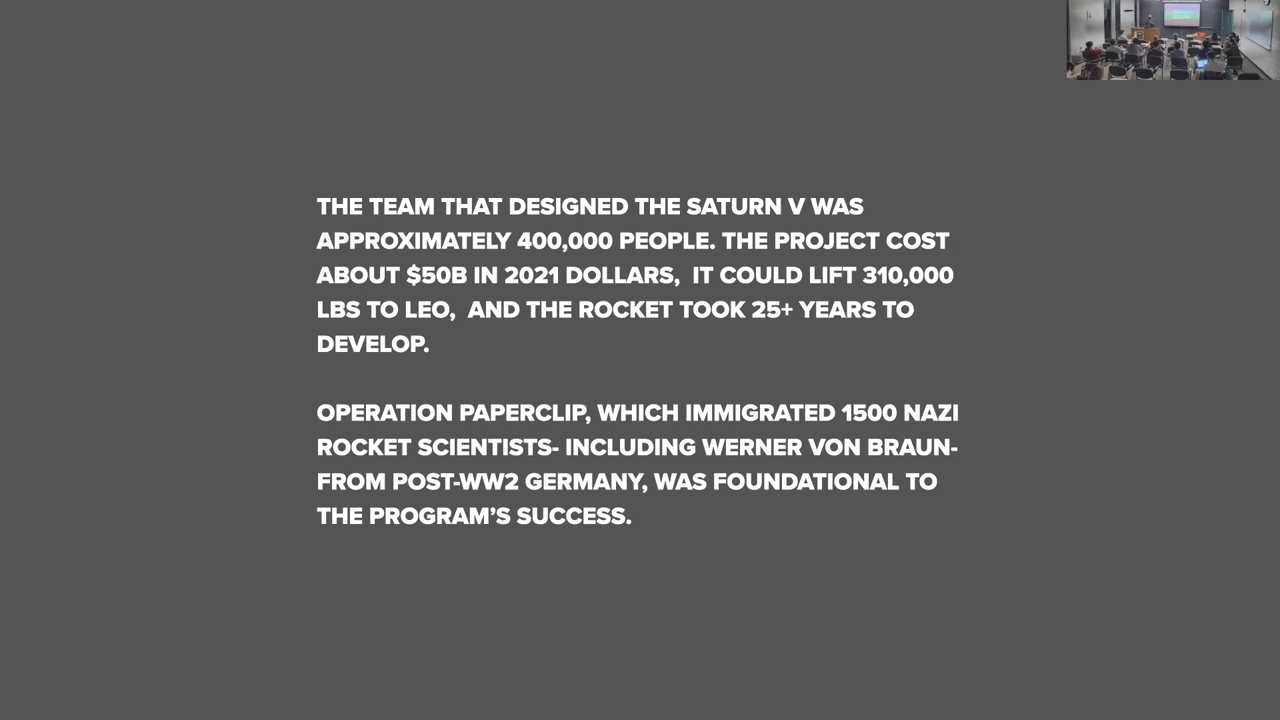 THE TEAM THAT DESIGNED THE SATURN V WAS
APPROXIMATELY 400,000 PEOPLE. THE PROJECT COST
ABOUT $50B IN 2021 DOLLARS,  IT COULD LIFT 310,000
LBS TO LEO,  AND THE ROCKET TOOK 25+ YEARS TO
DEVELOP.
OPERATION PAPERCLIP, WHICH IMMIGRATED 1500 NAZI
ROCKET SCIENTISTS- INCLUDING WERNER VON BRAUN-
FROM POST-WW2 GERMANY, WAS FOUNDATIONAL TO
THE PROGRAM’S SUCCESS.